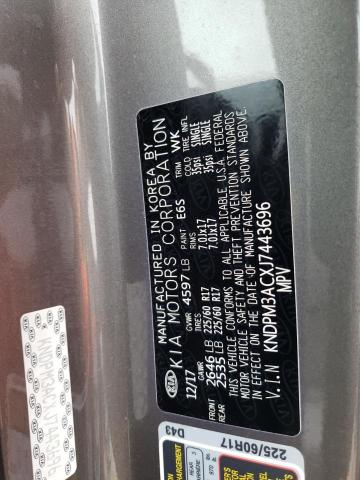 MANUFACTURED IN KOREA BY
KIA KIA MOTORS CORPORATION
12/17 GVWR 4597 LB PAINT E6S TRIM WK
GAWR TIRES RIMS COLD TIRE INFL
FRONT 2646 LB 225/60 R17 7.0Jx17 35psi SINGLE
REAR 2535 LB 225/60 R17 7.0Jx17 35psi SINGLE
THIS VEHICLE CONFORMS TO ALL APPLICABLE U.S.A. FEDERAL
MOTOR VEHICLE SAFETY AND THEFT PREVENTION STANDARDS
IN EFFECT ON THE DATE OF MANUFACTURE SHOWN ABOVE.
V.I.N KNDPM3ACXJ7443696
MPV
D43
225/60R17